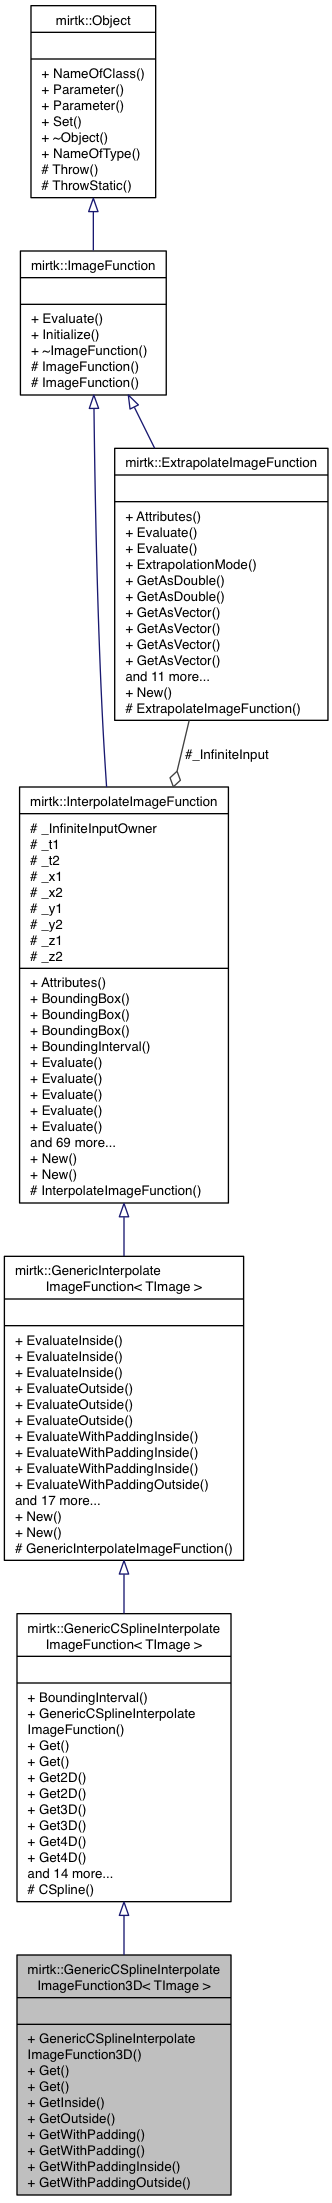 mirtk::Object
+ NameOfClass()
+ Parameter()
+ Parameter()
+ Set()
+ ~Object()
+ NameOfType()
# Throw()
# ThrowStatic()
mirtk::ImageFunction
+ Evaluate()
+ Initialize()
+ ~ImageFunction()
# ImageFunction()
# ImageFunction()
mirtk::ExtrapolateImageFunction
+ Attributes()
+ Evaluate()
+ Evaluate()
+ ExtrapolationMode()
+ GetAsDouble()
+ GetAsDouble()
+ GetAsVector()
+ GetAsVector()
+ GetAsVector()
+ GetAsVector()
and 11 more...
+ New()
# ExtrapolateImageFunction()
#_InfiniteInput
mirtk::InterpolateImageFunction
# _InfiniteInputOwner
# _t1
# _t2
# _x1
# _x2
# _y1
# _y2
# _z1
# _z2
+ Attributes()
+ BoundingBox()
+ BoundingBox()
+ BoundingBox()
+ BoundingInterval()
+ Evaluate()
+ Evaluate()
+ Evaluate()
+ Evaluate()
+ Evaluate()
and 69 more...
+ New()
+ New()
# InterpolateImageFunction()
mirtk::GenericInterpolate
ImageFunction< TImage >
+ EvaluateInside()
+ EvaluateInside()
+ EvaluateInside()
+ EvaluateOutside()
+ EvaluateOutside()
+ EvaluateOutside()
+ EvaluateWithPaddingInside()
+ EvaluateWithPaddingInside()
+ EvaluateWithPaddingInside()
+ EvaluateWithPaddingOutside()
and 17 more...
+ New()
+ New()
# GenericInterpolateImageFunction()
mirtk::GenericCSplineInterpolate
ImageFunction< TImage >
+ BoundingInterval()
+ GenericCSplineInterpolate
ImageFunction()
+ Get()
+ Get()
+ Get2D()
+ Get2D()
+ Get3D()
+ Get3D()
+ Get4D()
+ Get4D()
and 14 more...
# CSpline()
mirtk::GenericCSplineInterpolate
ImageFunction3D< TImage >
+ GenericCSplineInterpolate
ImageFunction3D()
+ Get()
+ Get()
+ GetInside()
+ GetOutside()
+ GetWithPadding()
+ GetWithPadding()
+ GetWithPaddingInside()
+ GetWithPaddingOutside()